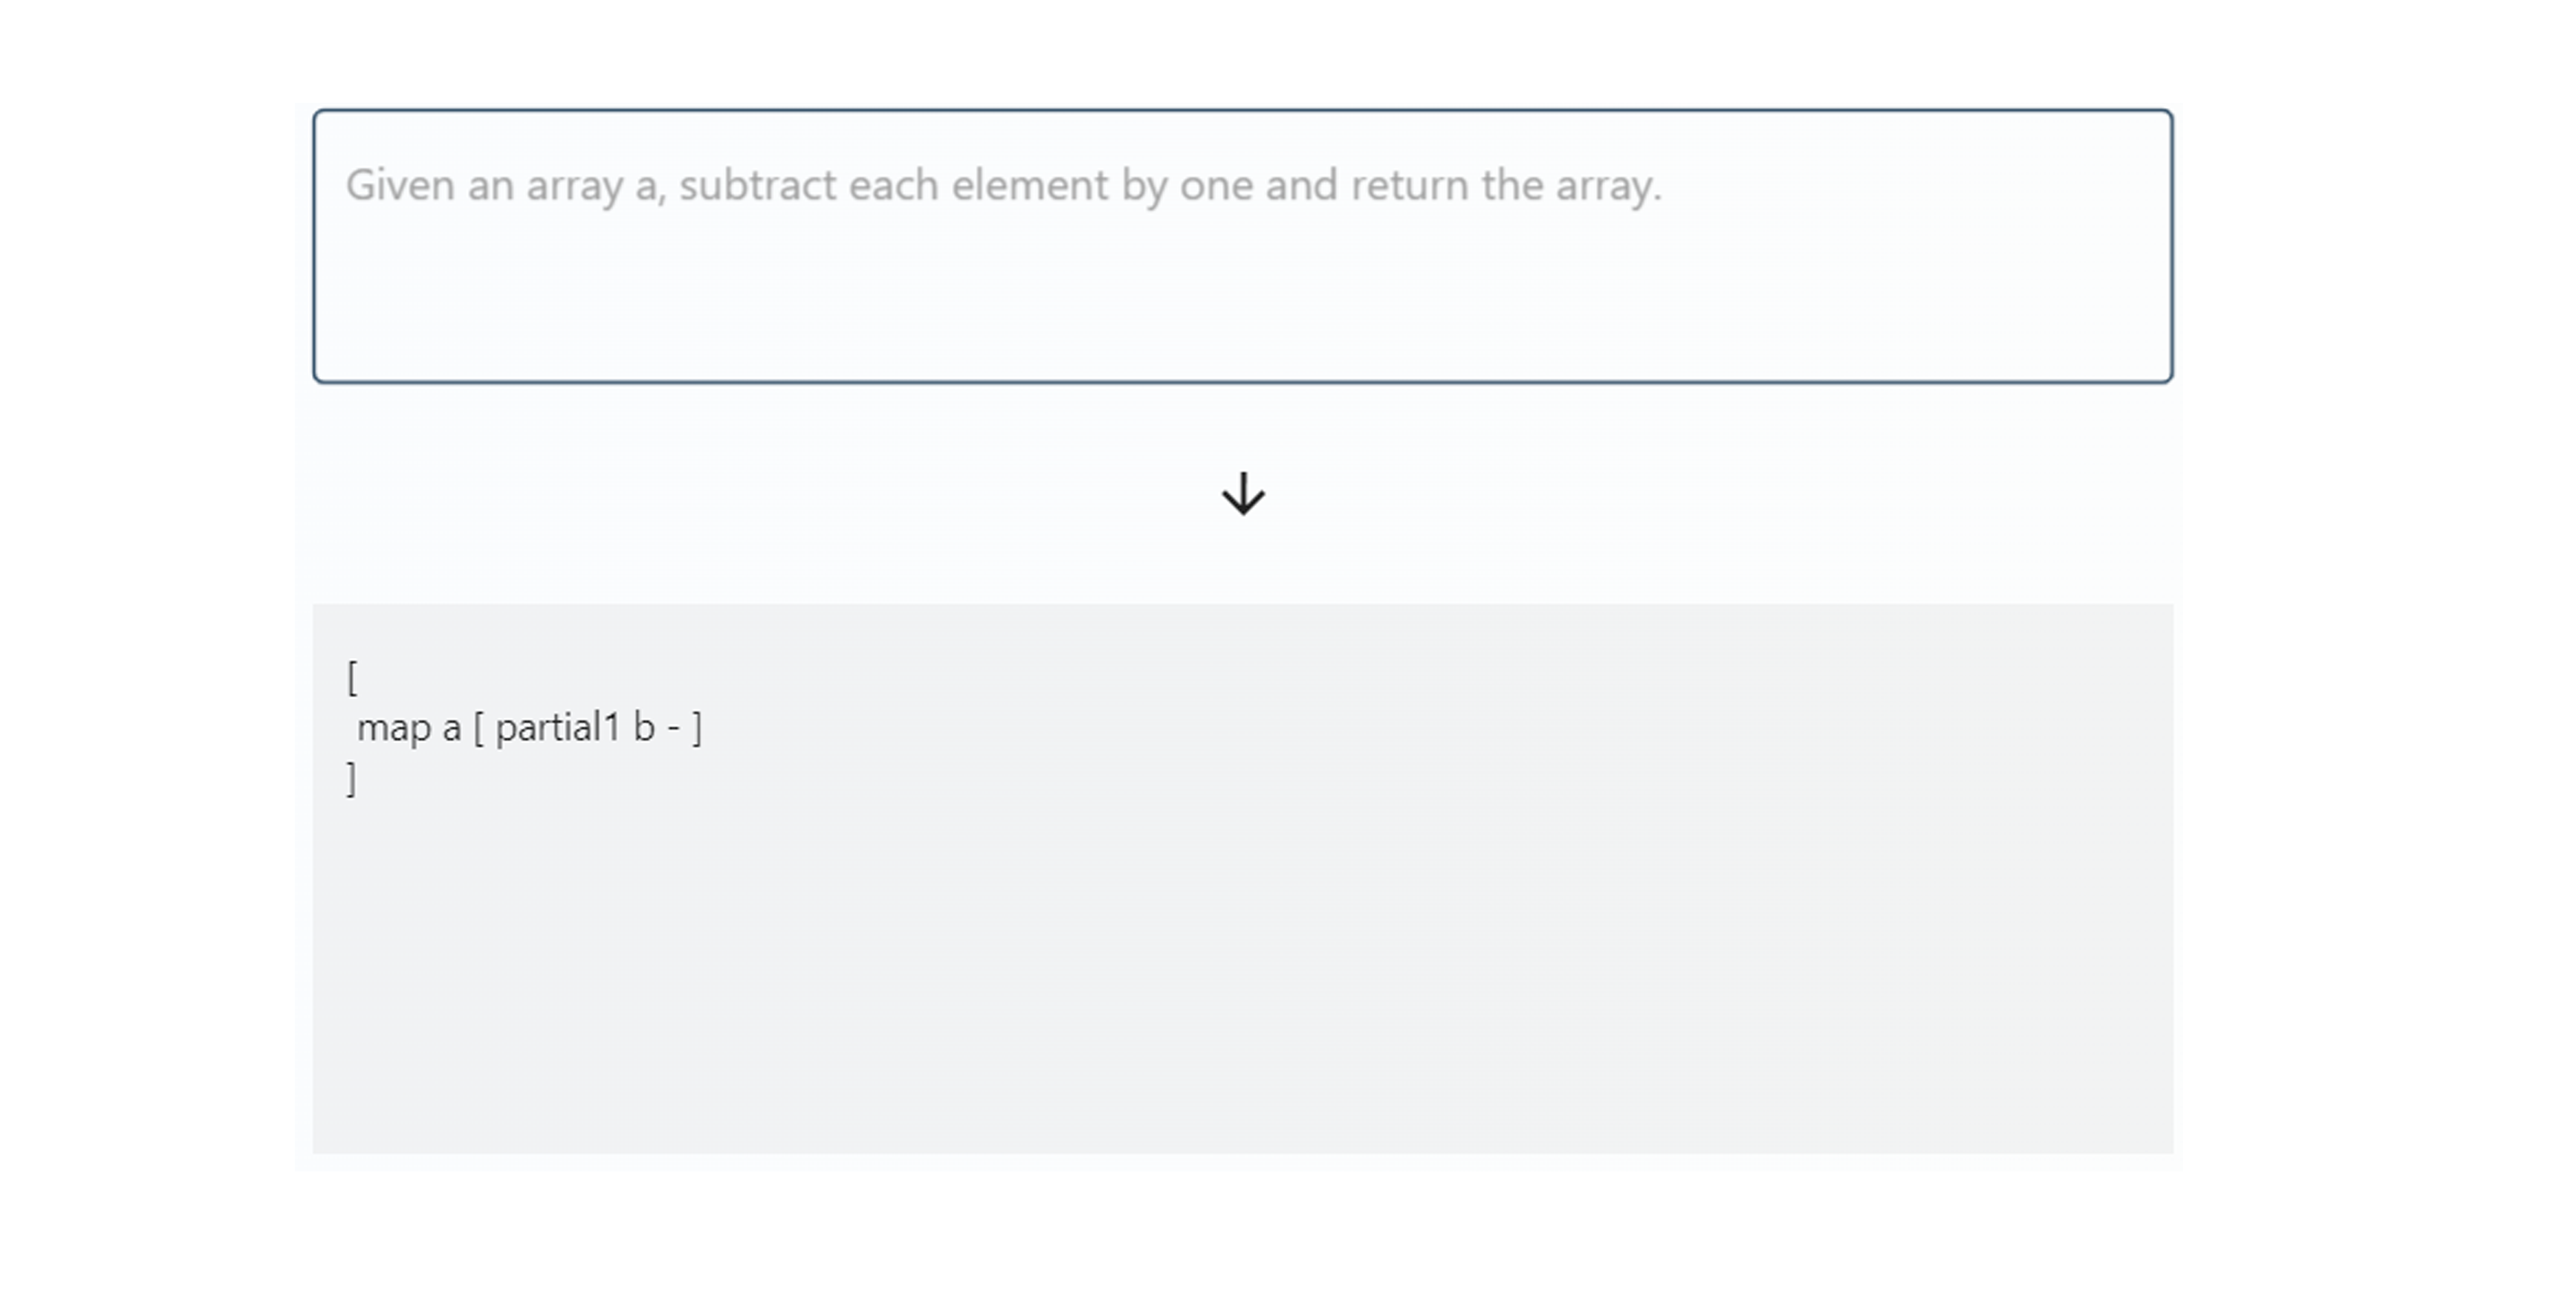 Given an array a, subtract each element by one and return the array.
[
map a [ partial1 b - ]
]